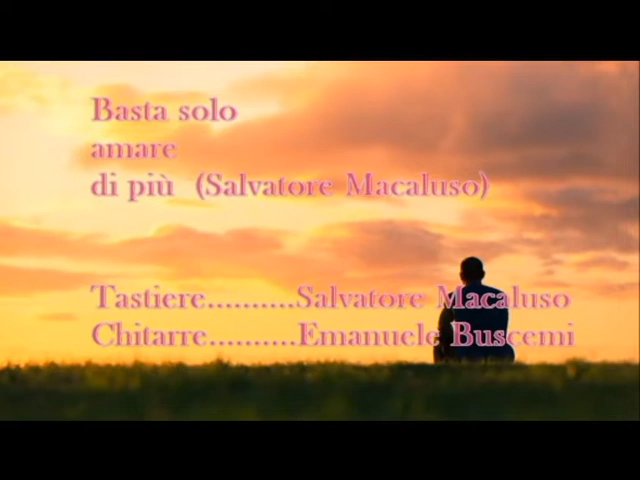 Basta solo
amare
di più (Salvatore Macaluso)
Tastiere..........Salvatore Macaluso
Chitarre..........Emanuele Buscemi